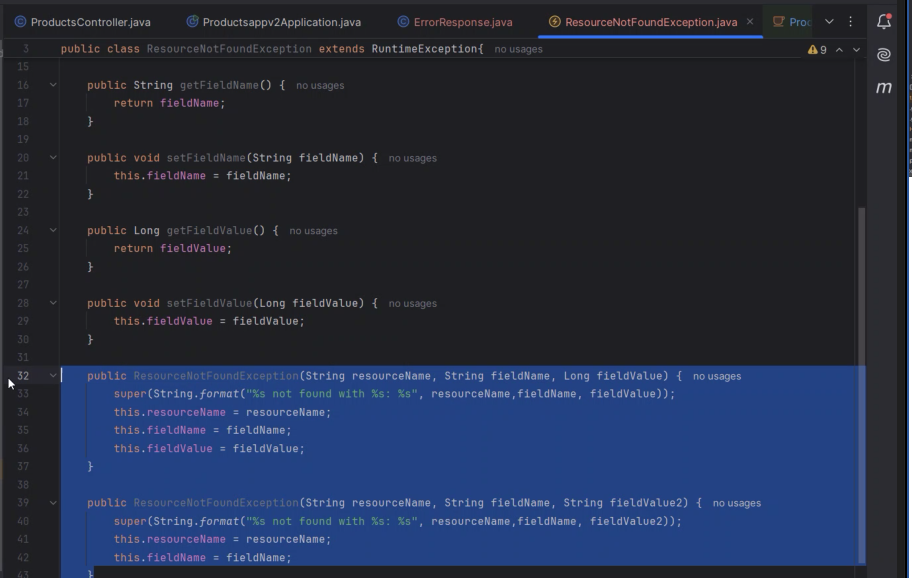 ProductsController.java Productsappv2Application.java ErrorResponse.java ResourceNotFoundException.java
3 public class ResourceNotFoundException extends RuntimeException{ no usages 9
15
16 public String getFieldName() { no usages
17 return fieldName;
18 }
19
20 public void setFieldName(String fieldName) { no usages
21 this.fieldName = fieldName;
22 }
23
24 public Long getFieldValue() { no usages
25 return fieldValue;
26 }
27
28 public void setFieldValue(Long fieldValue) { no usages
29 this.fieldValue = fieldValue;
30 }
31
32 public ResourceNotFoundException(String resourceName, String fieldName, Long fieldValue) { no usages
33 super(String.format("%s not found with %s: %s", resourceName,fieldName, fieldValue));
34 this.resourceName = resourceName;
35 this.fieldName = fieldName;
36 this.fieldValue = fieldValue;
37 }
38
39 public ResourceNotFoundException(String resourceName, String fieldName, String fieldValue2) { no usages
40 super(String.format("%s not found with %s: %s", resourceName,fieldName, fieldValue2));
41 this.resourceName = resourceName;
42 this.fieldName = fieldName;
43 }